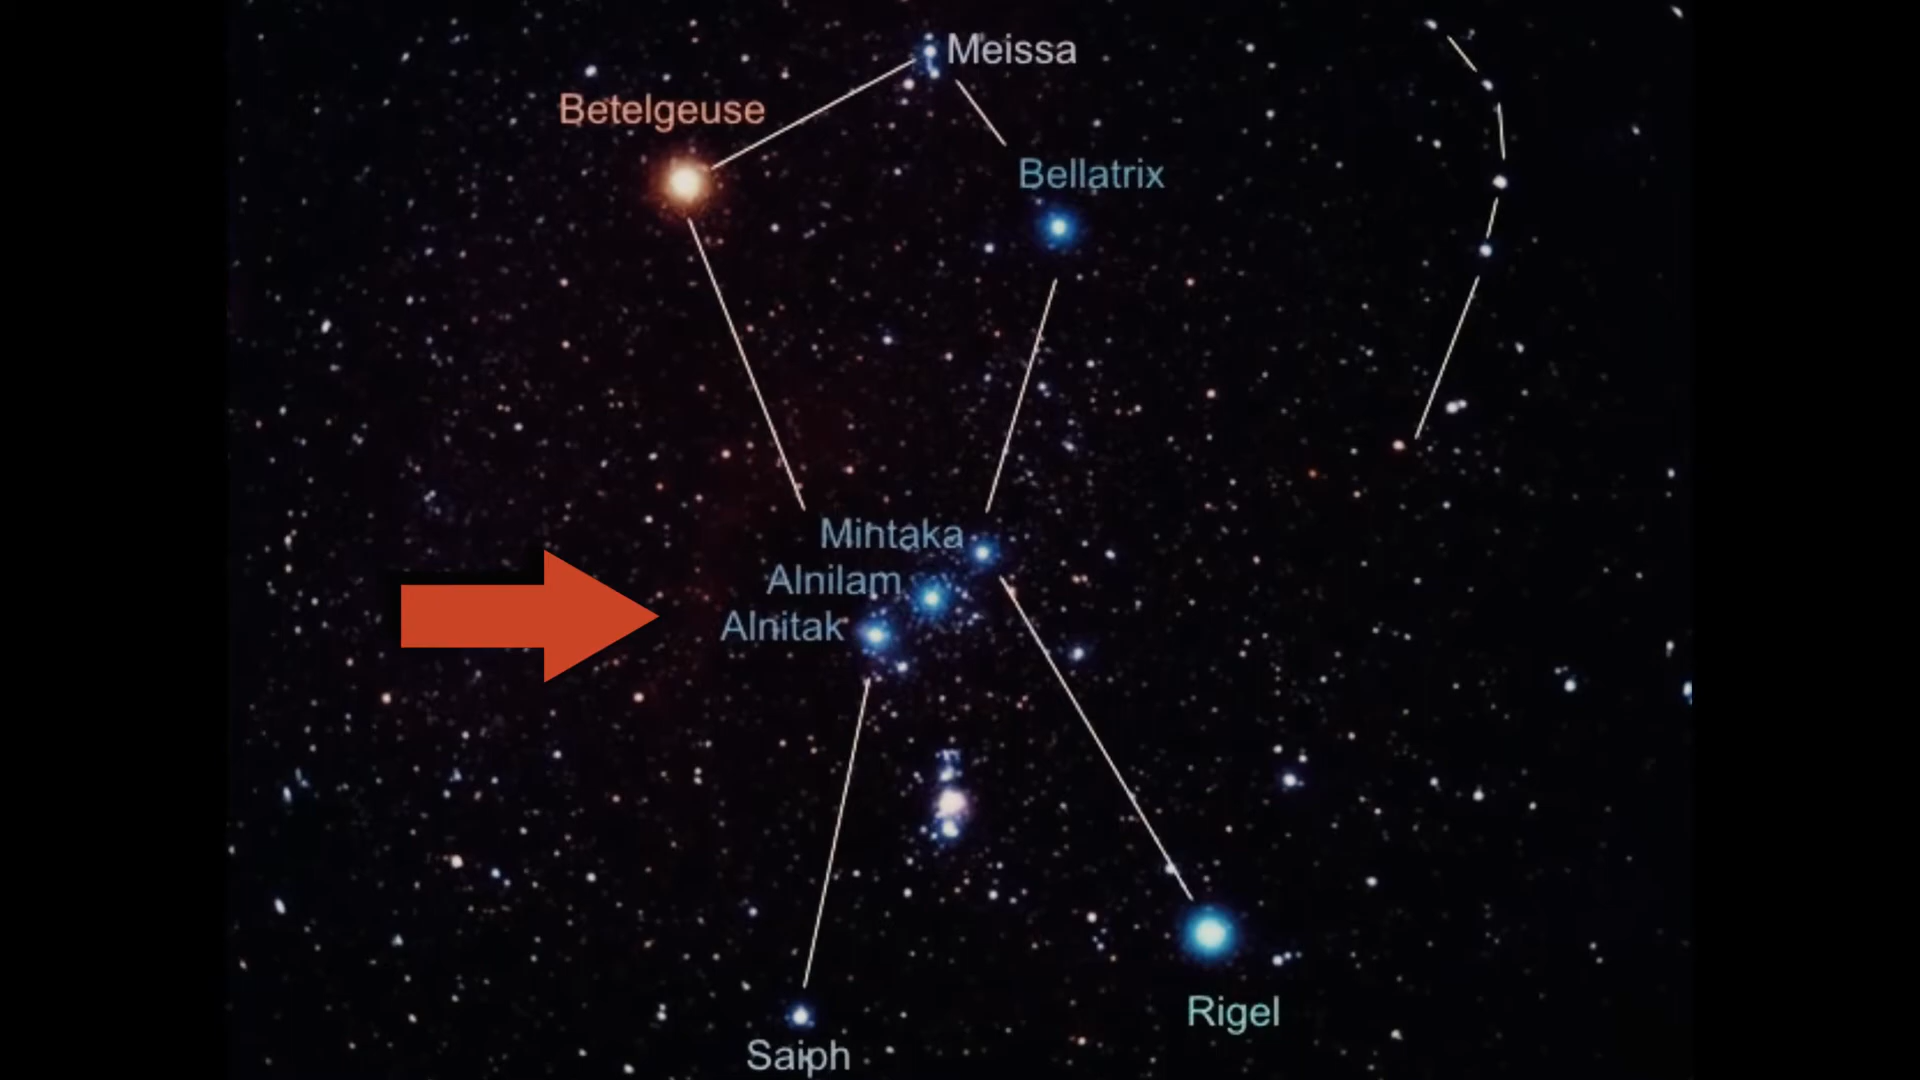 Meissa
Betelgeuse
Bellatrix
Mintaka
Alnilam
Alnitak
Rigel
Saiph